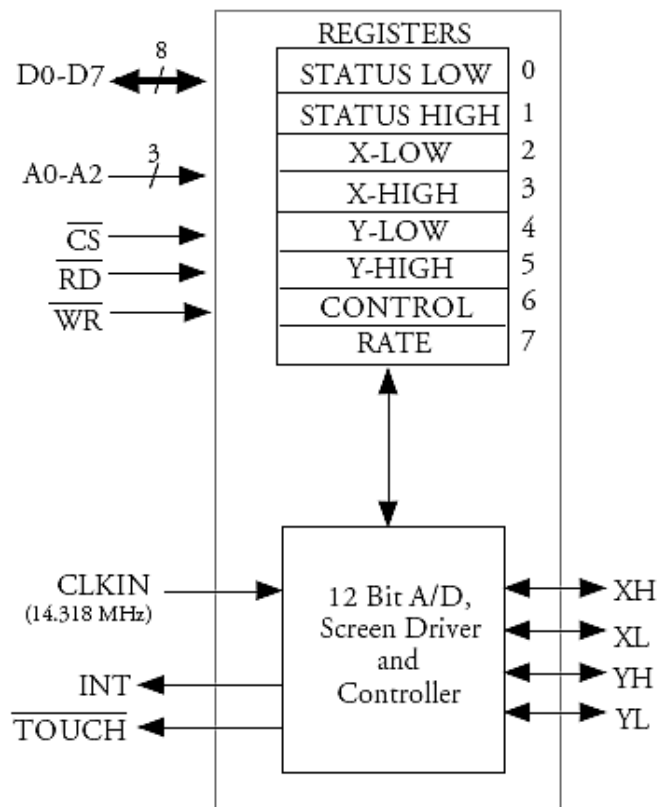 REGISTERS
8
D0-D7
STATUS LOW 0
STATUS HIGH 1
3
A0-A2
X-LOW 2
X-HIGH 3
CS
Y-LOW 4
RD
Y-HIGH 5
WR
CONTROL 6
RATE 7
CLKIN
(14.318 MHz)
12 Bit A/D,
Screen Driver
and
Controller
XH
XL
INT
YH
TOUCH
YL